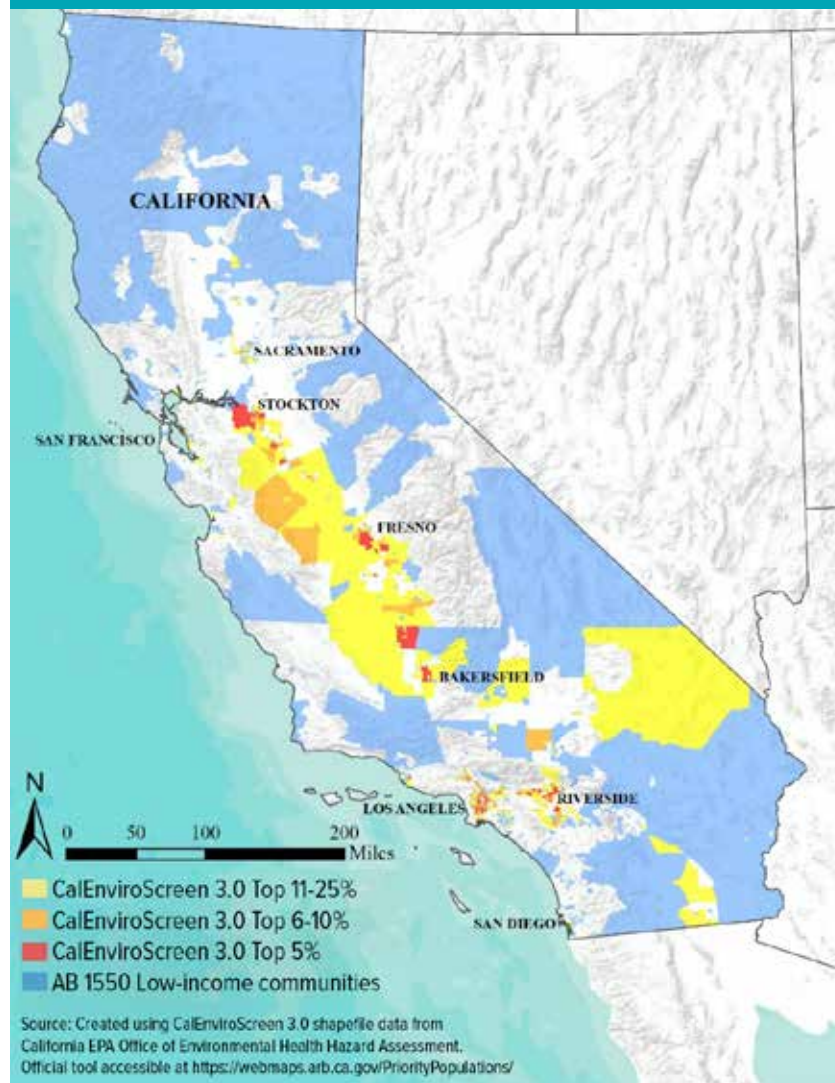 CALIFORNIA
SACRAMENTO
STOCKTON
SAN FRANCISCO
FRESNO
BAKERSFIELD
N
LOS ANGELES
RIVERSIDE
0 50 100 200
Miles
CalEnviroScreen 3.0 Top 11-25%
CalEnviroScreen 3.0 Top 6-10%
CalEnviroScreen 3.0 Top 5%
SAN DIEGO
AB 1550 Low-income communities
Source: Created using CalEnviroScreen 3.0 shapefile data from
California EPA Office of Environmental Health Hazard Assessment.
Official tool accessible at https://webmaps.arb.ca.gov/PriorityPopulations/